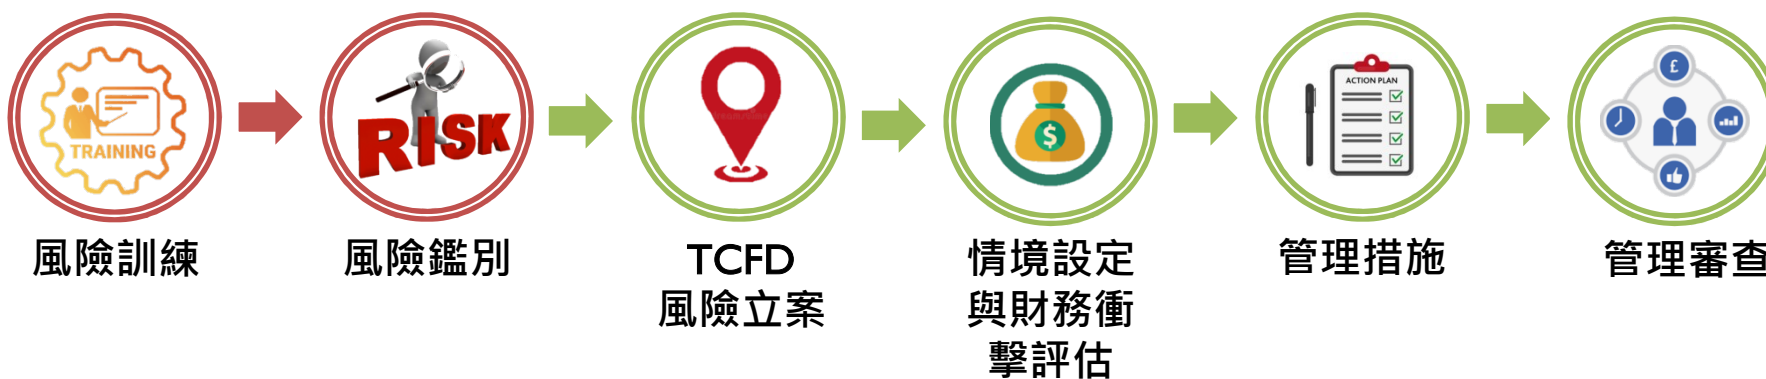 TRAINING
RISK
$
ACTION PLAN
£
風險訓練
風險鑑別
TCFD
風險立案
情境設定
與財務衝
擊評估
管理措施
管理審查